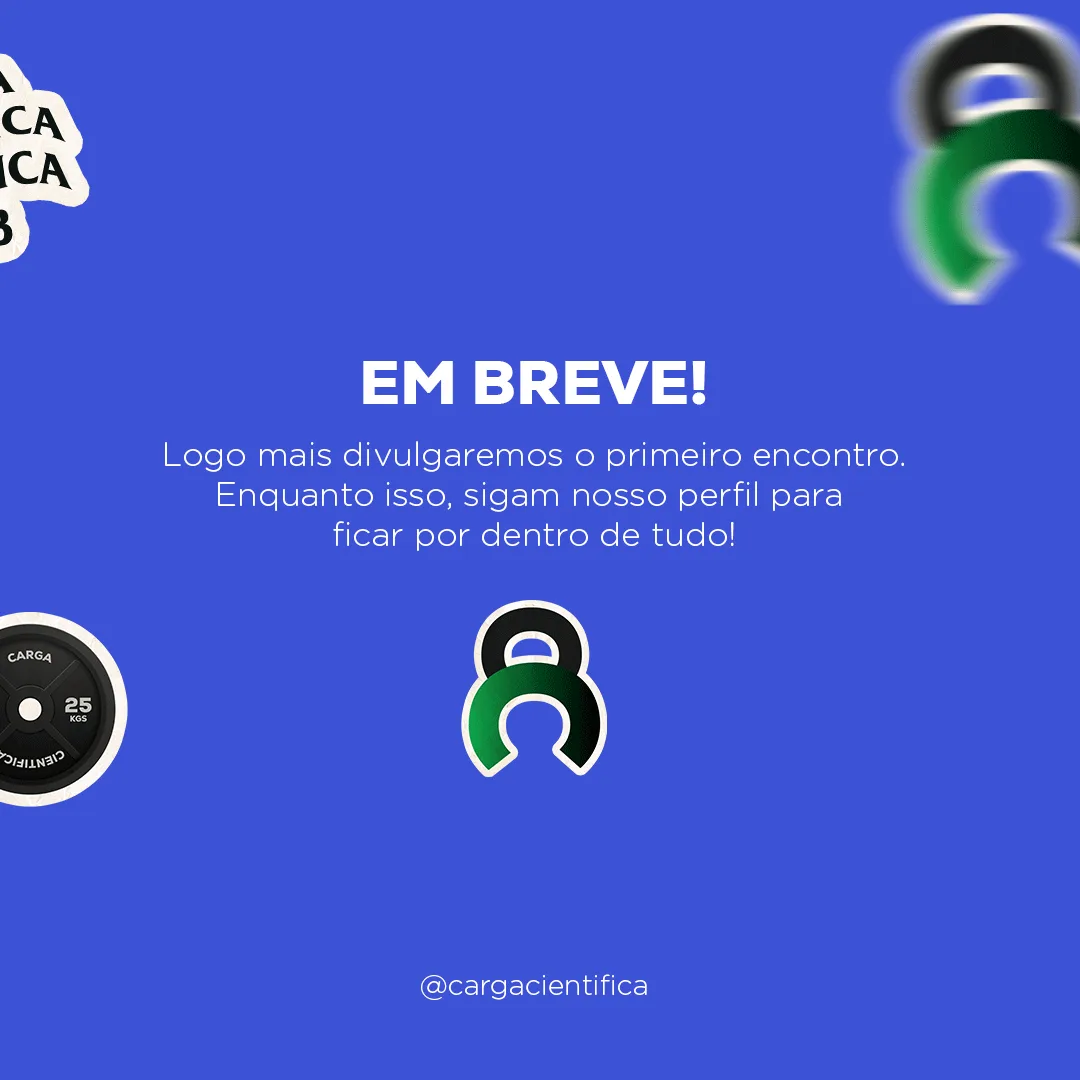 EM BREVE!
Logo mais divulgaremos o primeiro encontro.
Enquanto isso, sigam nosso perfil para
ficar por dentro de tudo!
CARGA
25
KGS
@cargacientifica